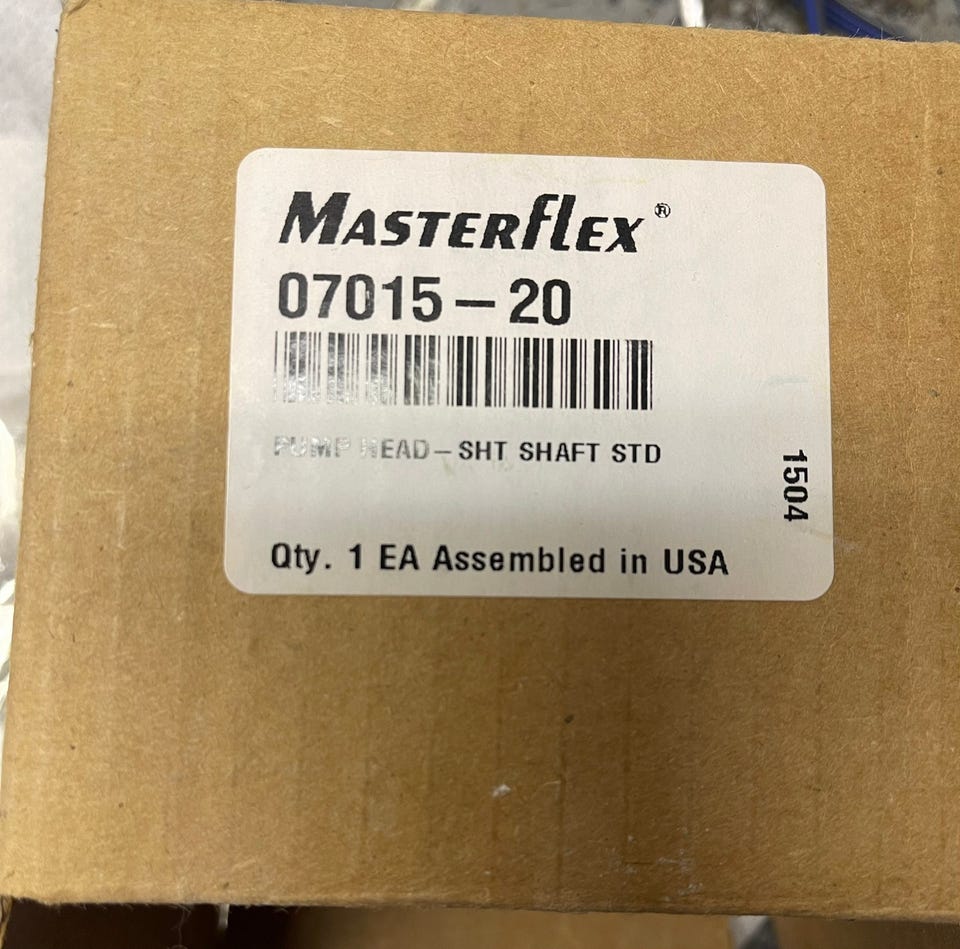 MASTERFLEX®
07015-20
PUMP HEAD-SHT SHAFT STD
1504
Qty. 1 EA Assembled in USA